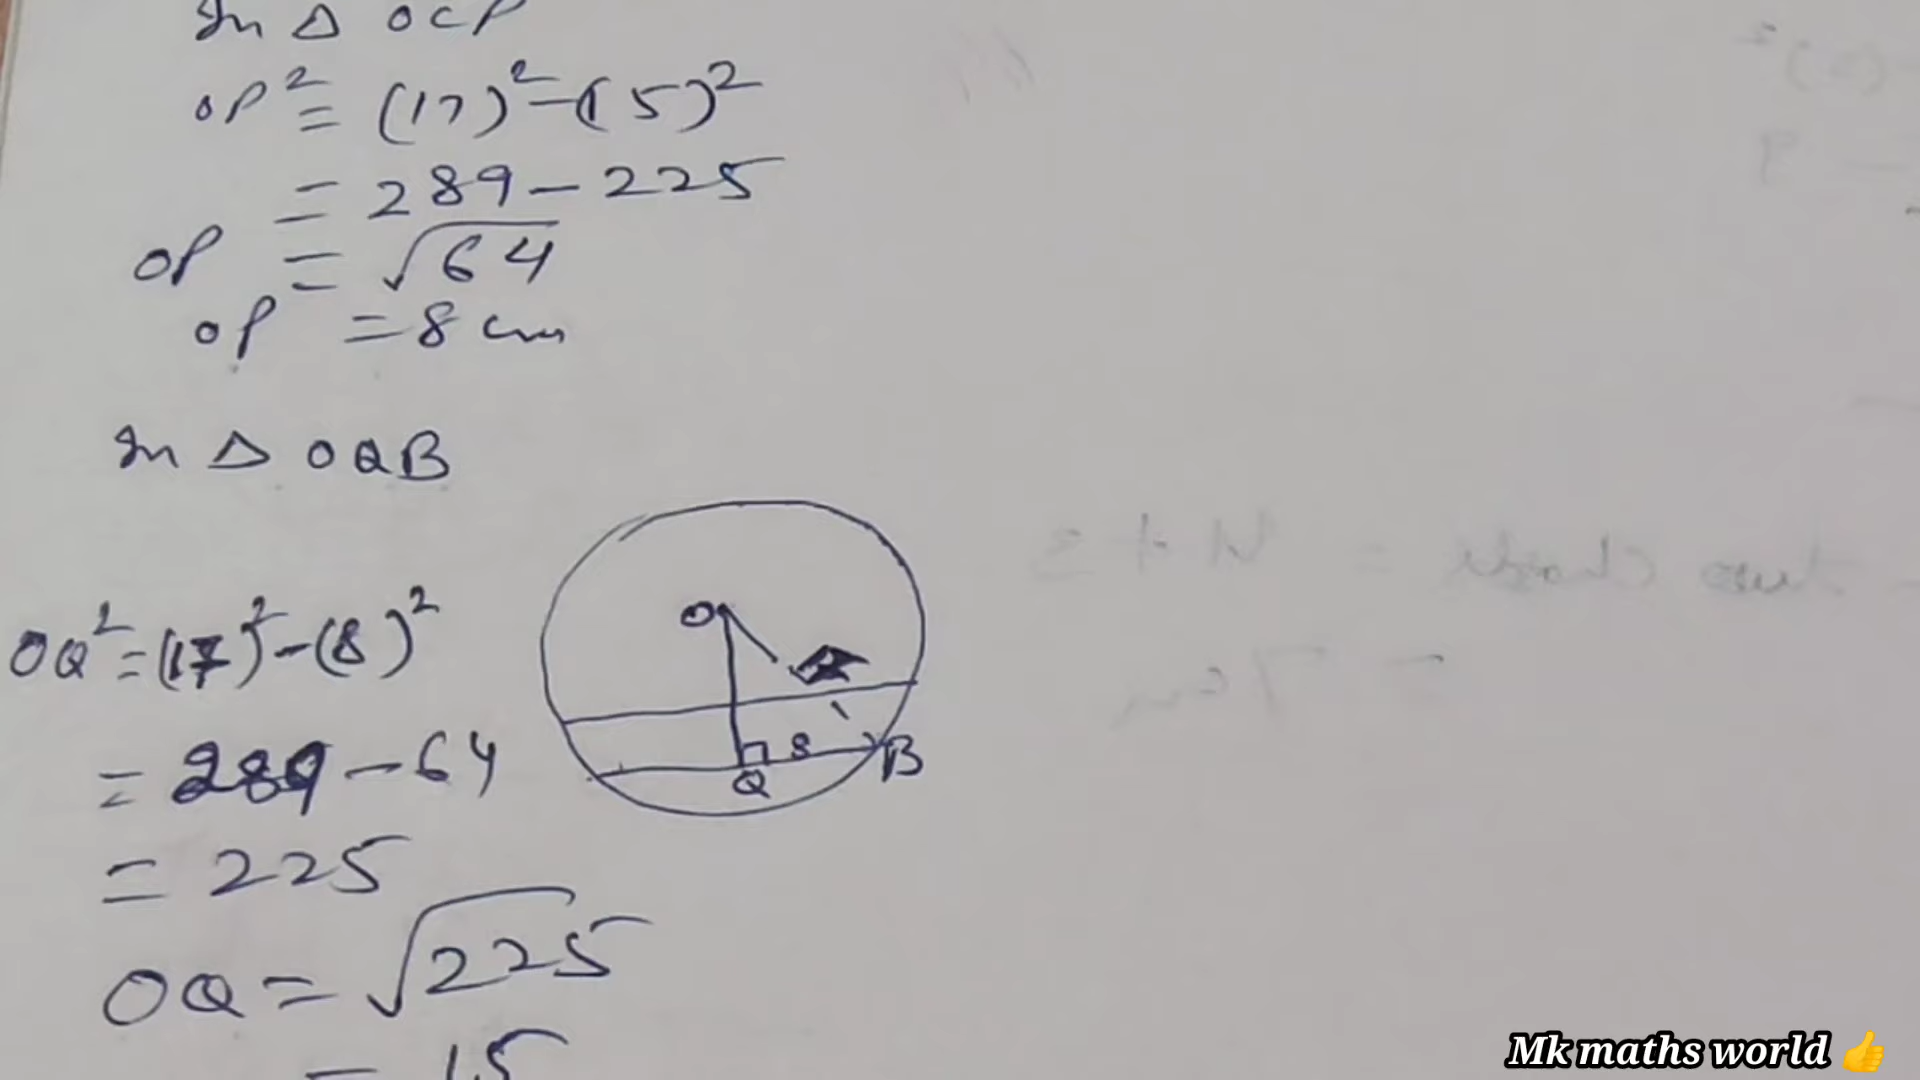 In Δ OCP
OP² = (17)² - (15)²
= 289 - 225
OP = √64
OP = 8 cm
In Δ OQB
OQ² = (17)² - (8)²
= 289 - 64
= 225
OQ = √225
= 15
O
8
Q
B
Mk maths world 👍